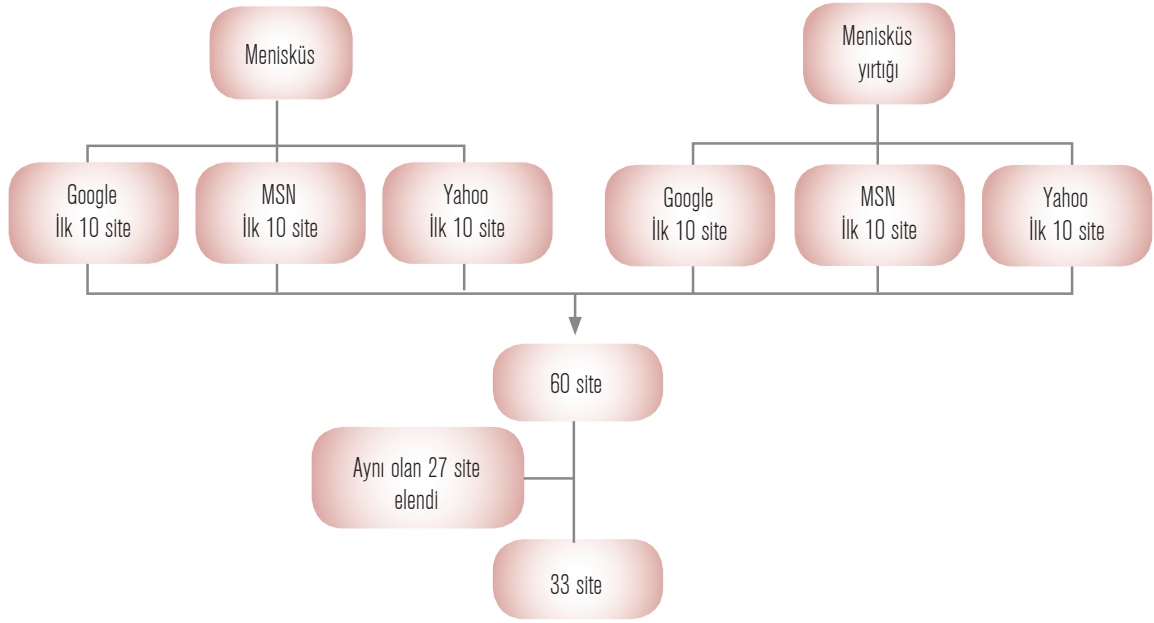 Menisküs
Menisküs
yırtığı
Google
İlk 10 site
MSN
İlk 10 site
Yahoo
İlk 10 site
Google
İlk 10 site
MSN
İlk 10 site
Yahoo
İlk 10 site
60 site
Aynı olan 27 site
elendi
33 site